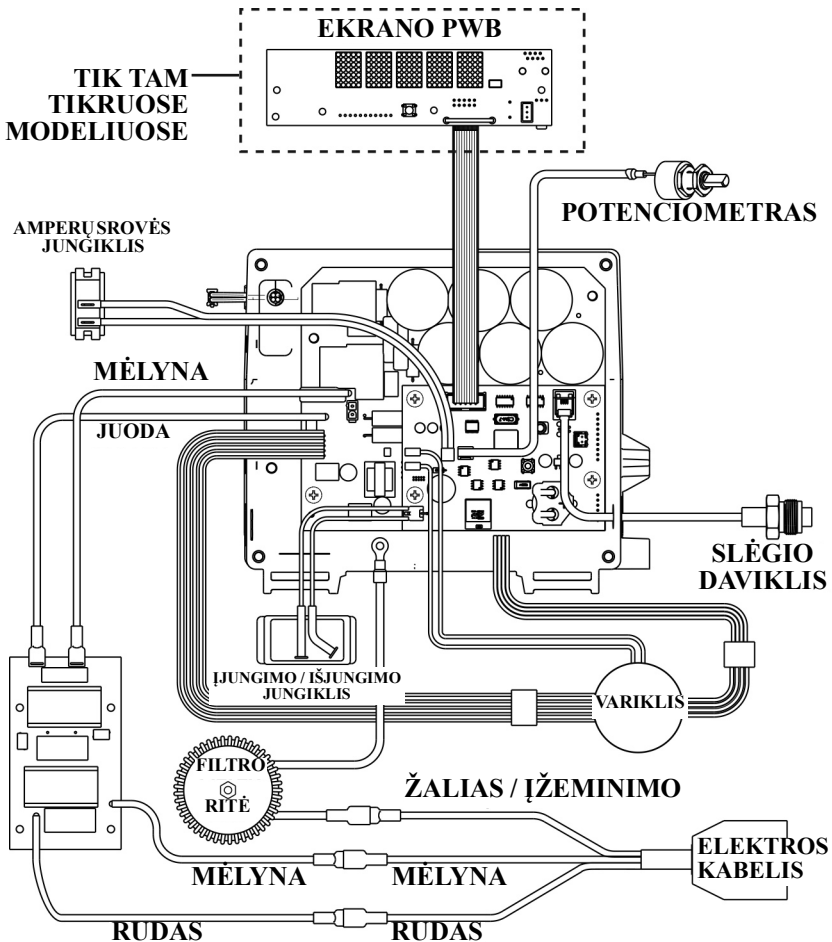 EKRANO PWB
TIK TAM
TIKRUOSE
MODELIUOSE
POTENCIOMETRAS
AMPERŲ SROVĖS
JUNGIKLIS
MĖLYNA
JUODA
SLĖGIO
DAVIKLIS
ĮJUNGIMO / IŠJUNGIMO
JUNGIKLIS
VARIKLIS
FILTRO
RITĖ
ŽALIAS / ĮŽEMINIMO
ELEKTROS
KABELIS
MĖLYNA
MĖLYNA
RUDAS
RUDAS